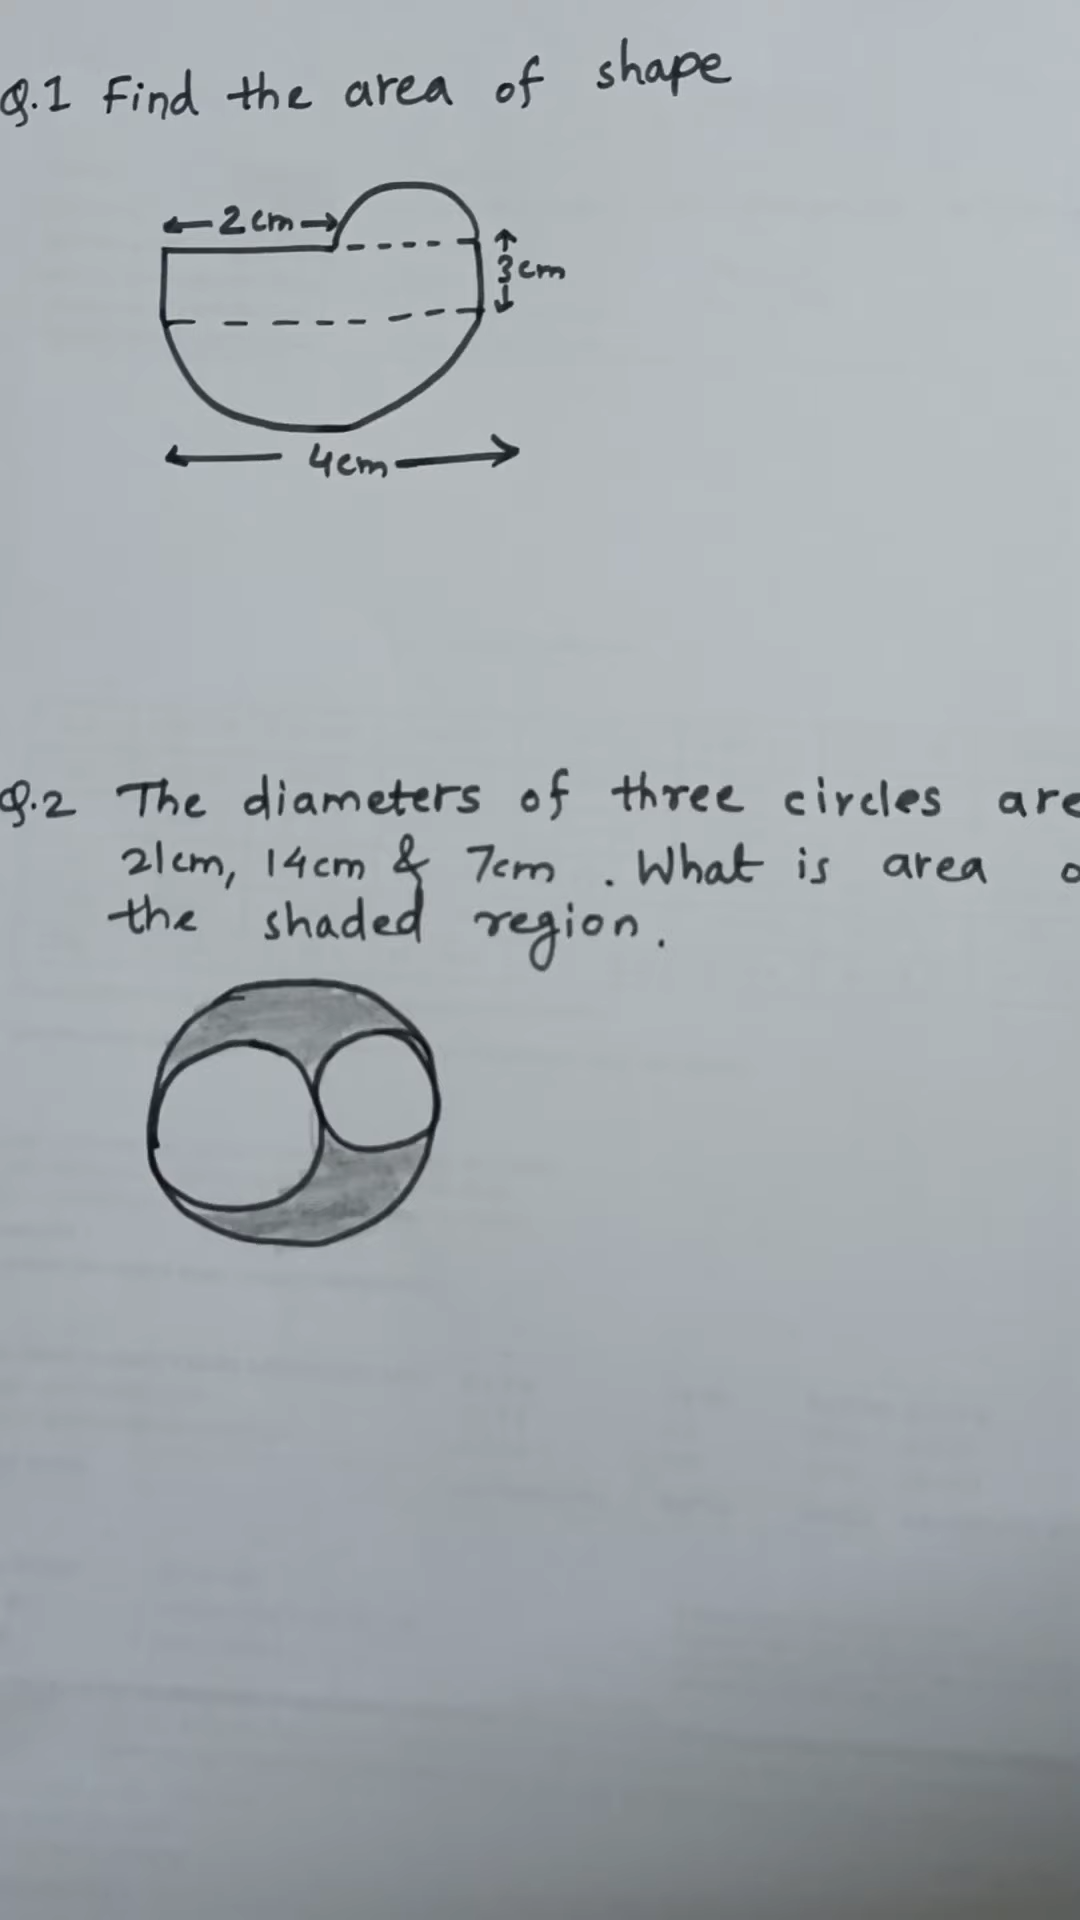 Q.1 Find the area of shape
2cm
3cm
4cm
Q.2 The diameters of three circles are
21cm, 14cm & 7cm . What is area
the shaded region.